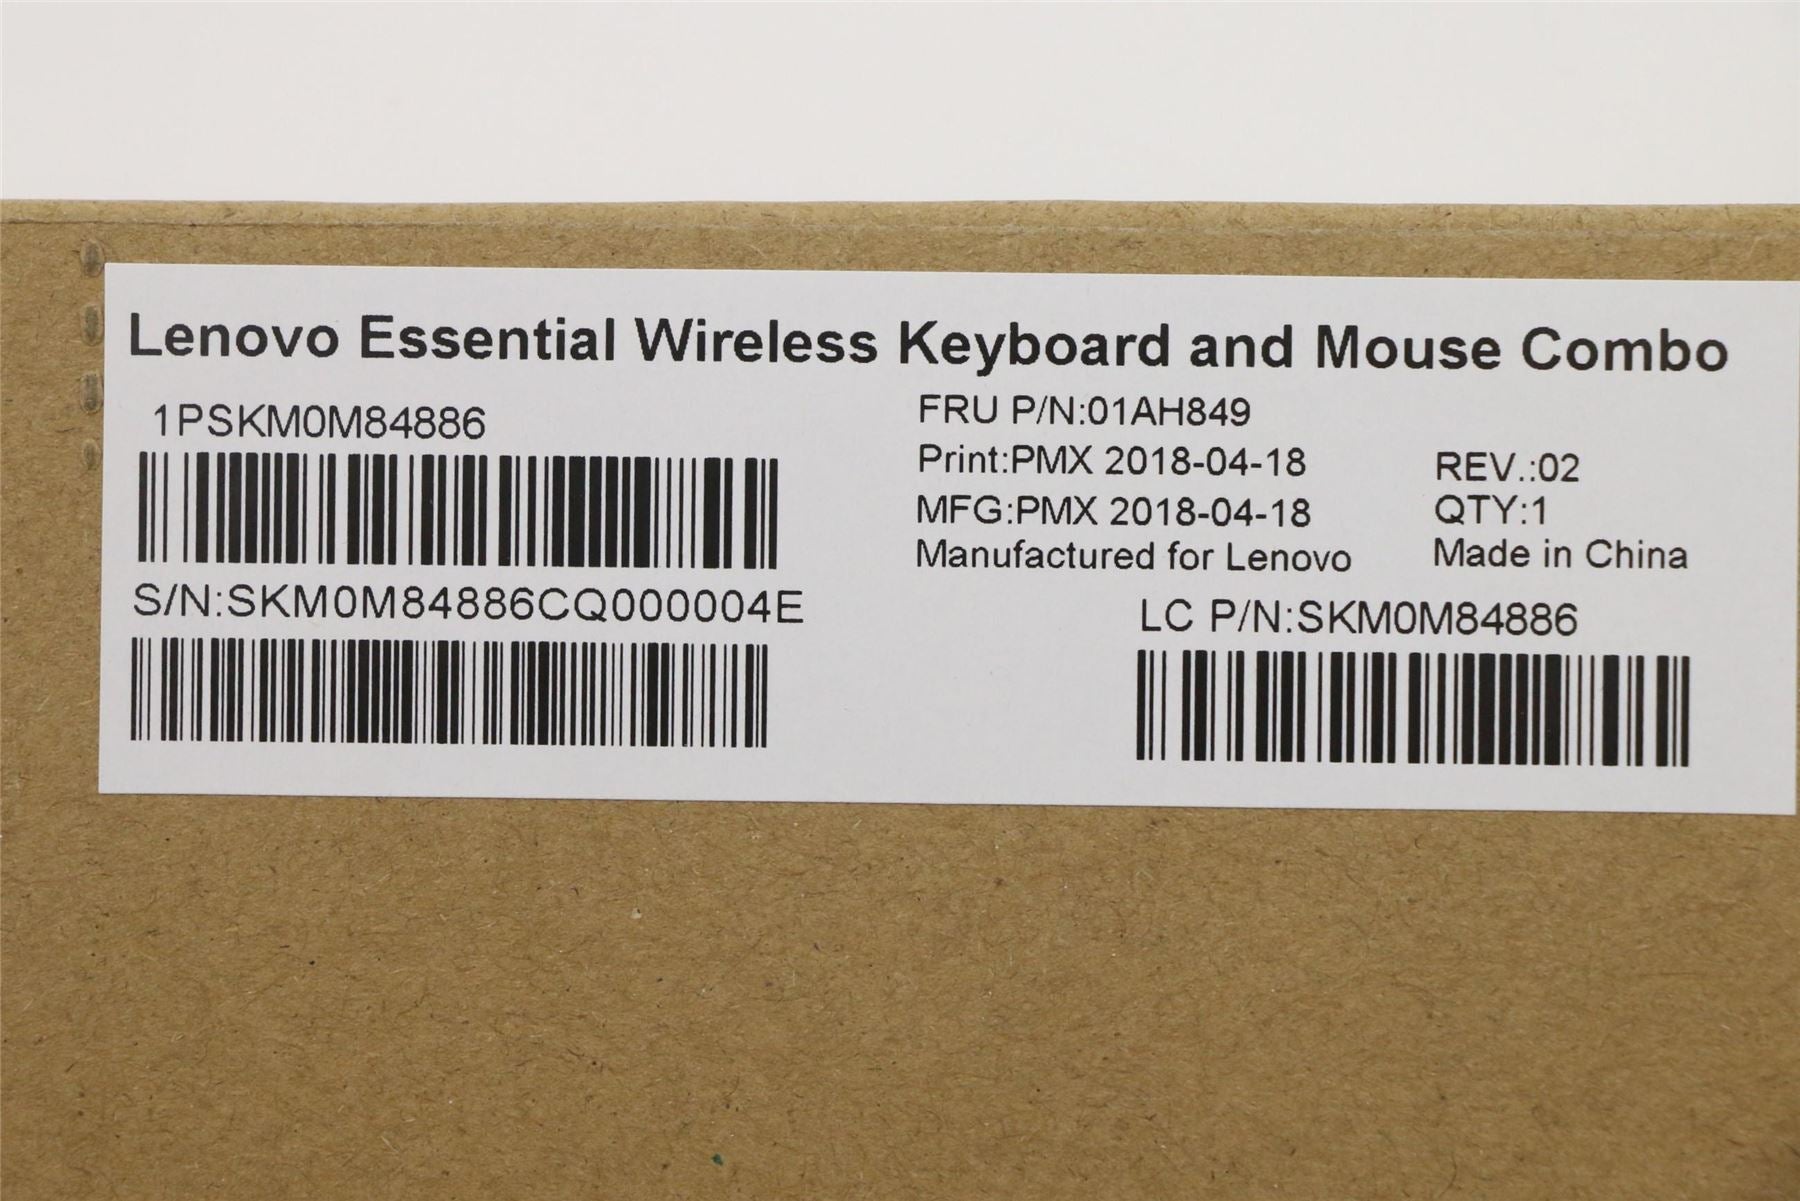 Lenovo Essential Wireless Keyboard and Mouse Combo
1PSKM0M84886
FRU P/N:01AH849
Print:PMX 2018-04-18
REV.:02
MFG:PMX 2018-04-18
QTY:1
Manufactured for Lenovo
Made in China
S/N:SKM0M84886CQ000004E
LC P/N:SKM0M84886